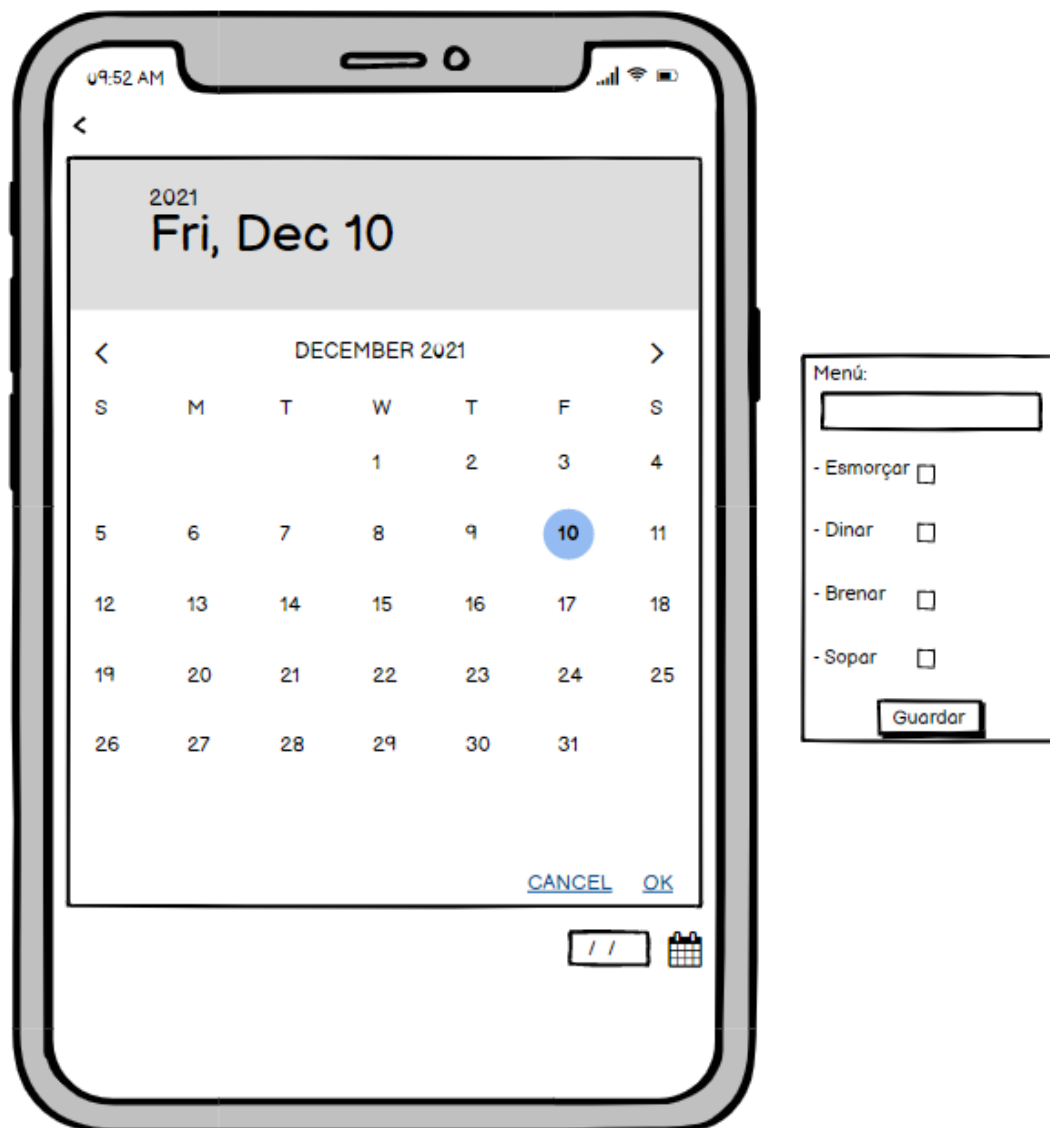 09:52 AM
<
2021
Fri, Dec 10
< DECEMBER 2021 >
S M T W T F S
1 2 3 4
5 6 7 8 9 10 11
12 13 14 15 16 17 18
19 20 21 22 23 24 25
26 27 28 29 30 31
CANCEL OK
/ /
Menú:
- Esmorçar
- Dinar
- Brenar
- Sopar
Guardar